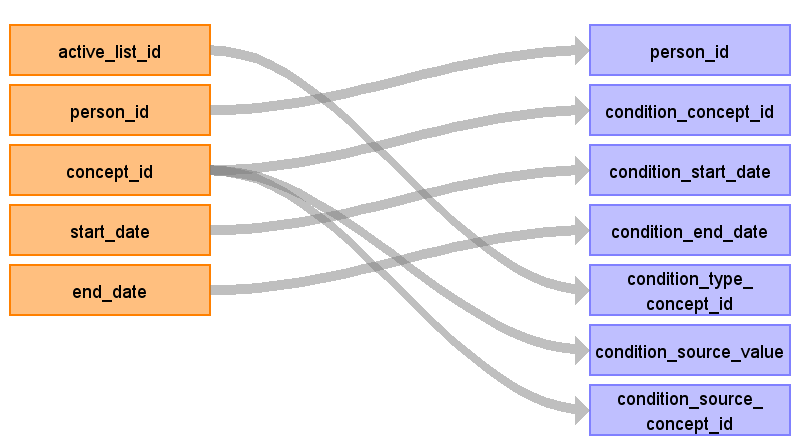 active_list_id
person_id
concept_id
start_date
end_date
person_id
condition_concept_id
condition_start_date
condition_end_date
condition_type_
concept_id
condition_source_value
condition_source_
concept_id